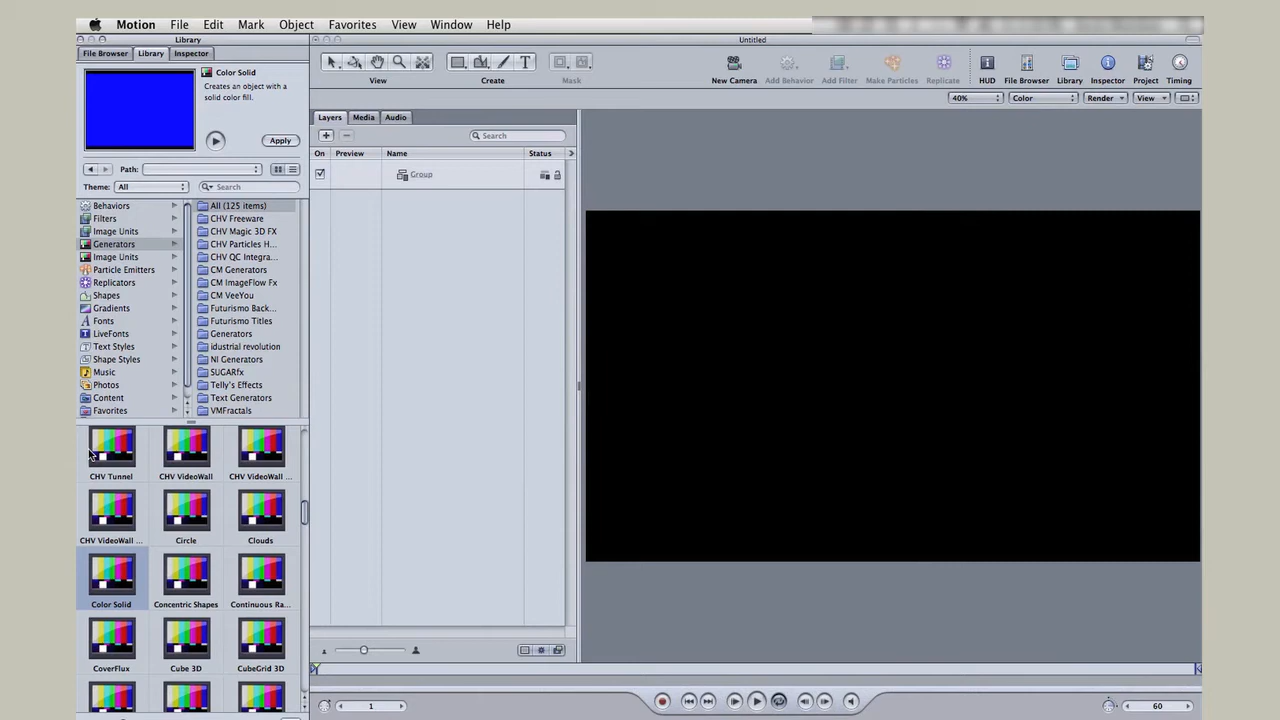 Motion File Edit Mark Object Favorites View Window Help
Library
Untitled
File Browser Library Inspector
Color Solid
Creates an object with a
solid color fill.
Apply
Path:
Theme: All Search
Behaviors
Filters
Image Units
Generators
Image Units
Particle Emitters
Replicators
Shapes
Gradients
Fonts
LiveFonts
Text Styles
Shape Styles
Music
Photos
Content
Favorites
All (125 items)
CHV Freeware
CHV Magic 3D FX
CHV Particles H...
CHV QC Integra...
CM Generators
CM ImageFlow Fx
CM VeeYou
Futurismo Back...
Futurismo Titles
Generators
idustrial revolution
NI Generators
SUGARfx
Telly's Effects
Text Generators
VMFractals
CHV Tunnel CHV VideoWall CHV VideoWall ...
CHV VideoWall ... Circle Clouds
Color Solid Concentric Shapes Continuous Ra...
CoverFlux Cube 3D CubeGrid 3D
View Create Mask New Camera Add Behavior Add Filter Make Particles Replicate HUD File Browser Library Inspector Project Timing
40% Color Render View
Layers Media Audio
Search
On Preview Name Status
Group
1
60